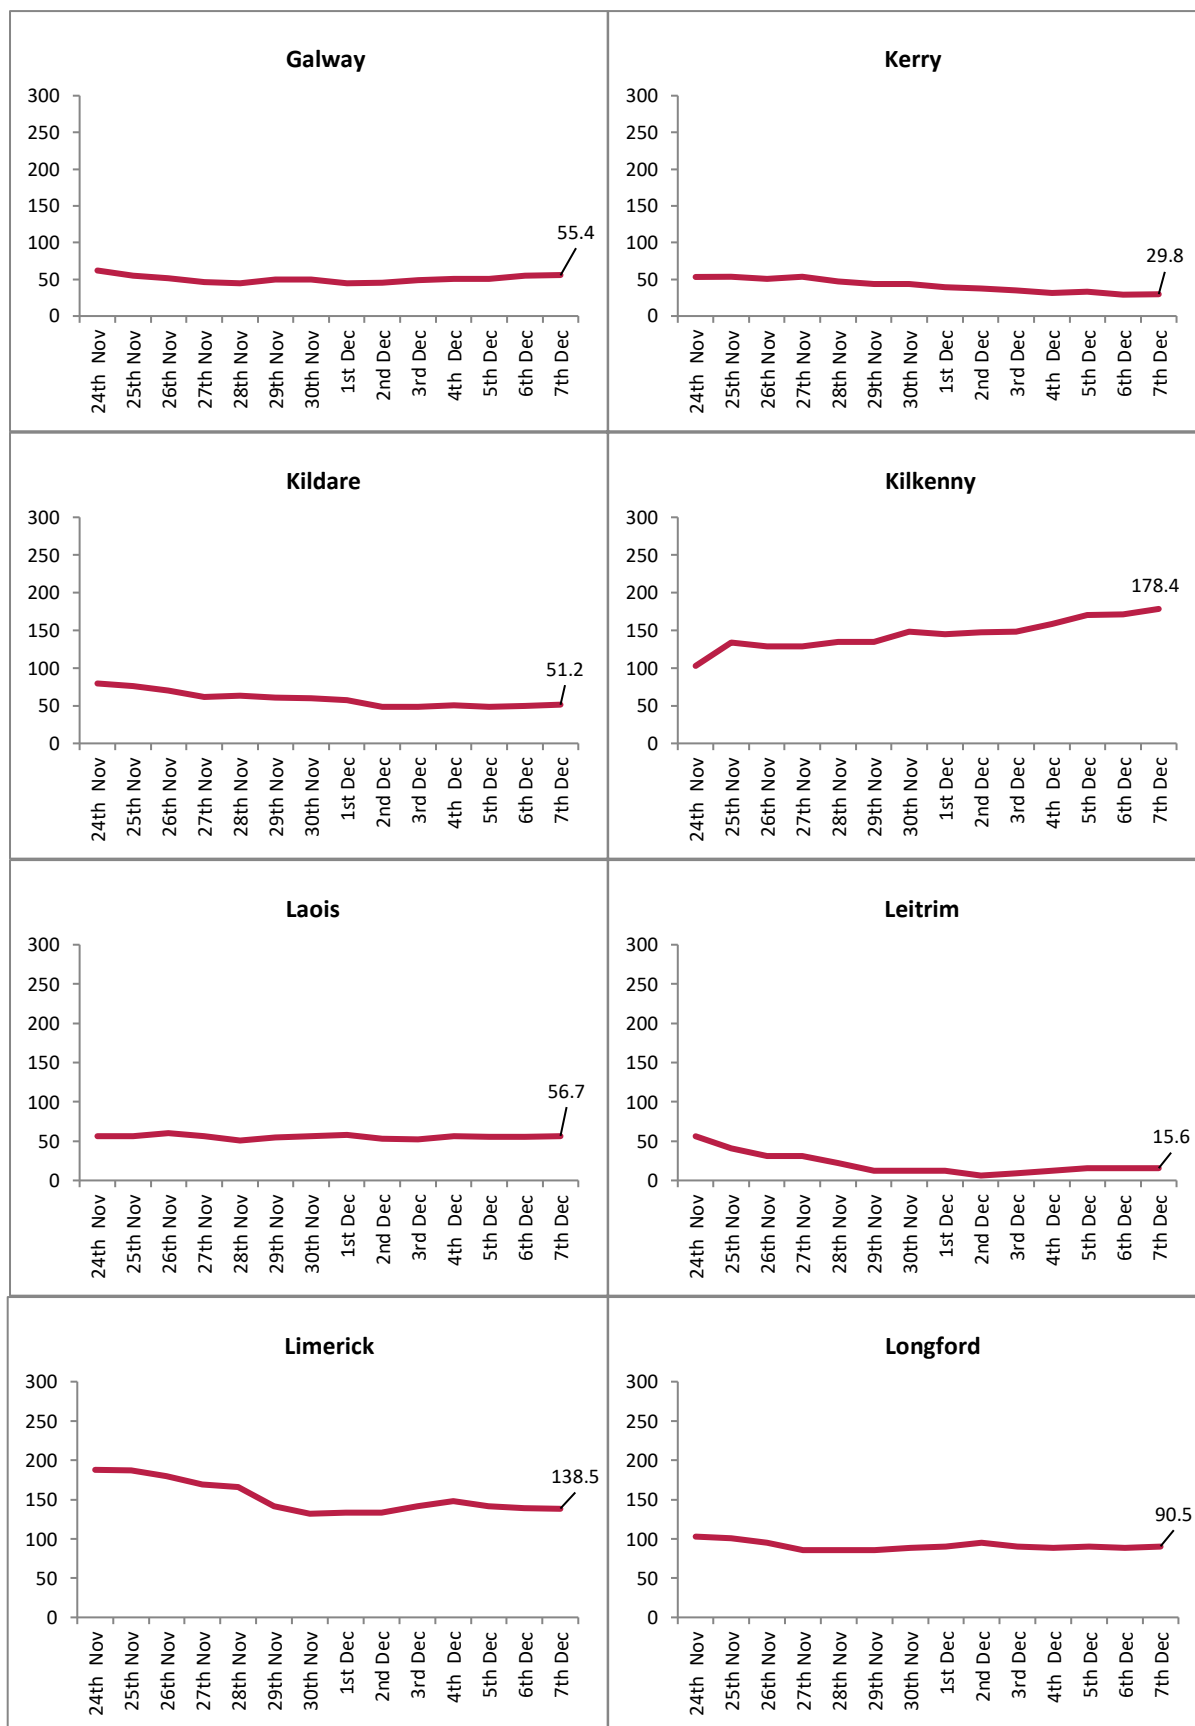 Galway
300
250
200
150
100
50
0
55.4
24th  Nov
25th Nov
26th Nov
27th Nov
28th Nov
29th Nov
30th Nov
1st Dec
2nd Dec
3rd Dec
4th  Dec
5th Dec
6th Dec
7th Dec
Kerry
300
250
200
150
100
50
0
29.8
24th  Nov
25th Nov
26th Nov
27th Nov
28th Nov
29th Nov
30th Nov
1st Dec
2nd Dec
3rd Dec
4th  Dec
5th Dec
6th Dec
7th Dec
Kildare
300
250
200
150
100
50
0
51.2
24th  Nov
25th Nov
26th Nov
27th Nov
28th Nov
29th Nov
30th Nov
1st Dec
2nd Dec
3rd Dec
4th  Dec
5th Dec
6th Dec
7th Dec
Kilkenny
300
250
200
150
100
50
0
178.4
24th  Nov
25th Nov
26th Nov
27th Nov
28th Nov
29th Nov
30th Nov
1st Dec
2nd Dec
3rd Dec
4th  Dec
5th Dec
6th Dec
7th Dec
Laois
300
250
200
150
100
50
0
56.7
24th  Nov
25th Nov
26th Nov
27th Nov
28th Nov
29th Nov
30th Nov
1st Dec
2nd Dec
3rd Dec
4th  Dec
5th Dec
6th Dec
7th Dec
Leitrim
300
250
200
150
100
50
0
15.6
24th  Nov
25th Nov
26th Nov
27th Nov
28th Nov
29th Nov
30th Nov
1st Dec
2nd Dec
3rd Dec
4th  Dec
5th Dec
6th Dec
7th Dec
Limerick
300
250
200
150
100
50
0
138.5
24th  Nov
25th Nov
26th Nov
27th Nov
28th Nov
29th Nov
30th Nov
1st Dec
2nd Dec
3rd Dec
4th  Dec
5th Dec
6th Dec
7th Dec
Longford
300
250
200
150
100
50
0
90.5
24th  Nov
25th Nov
26th Nov
27th Nov
28th Nov
29th Nov
30th Nov
1st Dec
2nd Dec
3rd Dec
4th  Dec
5th Dec
6th Dec
7th Dec